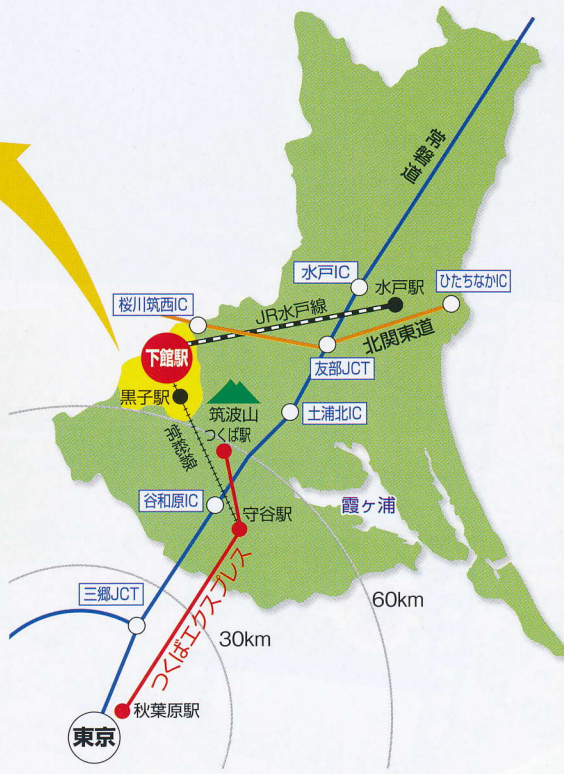 常磐道
水戸IC
水戸駅
ひたちなかIC
桜川筑西IC
JR水戸線
北関東道
下館駅
友部JCT
黒子駅
筑波山
つくば駅
土浦北IC
常総線
谷和原IC
守谷駅
霞ヶ浦
三郷JCT
つくばエクスプレス
60km
30km
秋葉原駅
東京